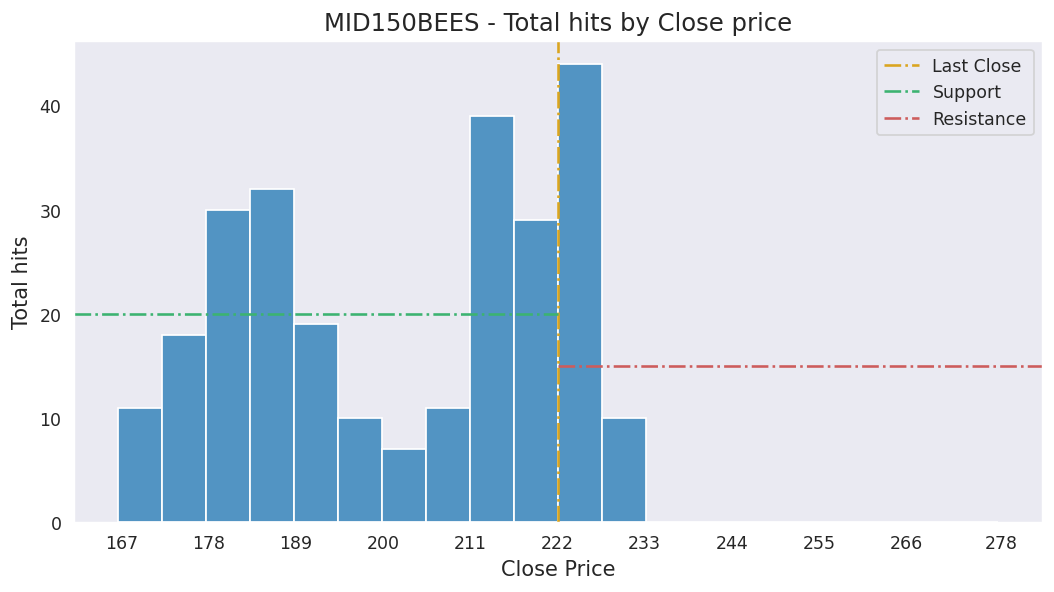 MID150BEES - Total hits by Close price
Last Close
Support
Resistance
Total hits
40
30
20
10
0
167 178 189 200 211 222 233 244 255 266 278
Close Price